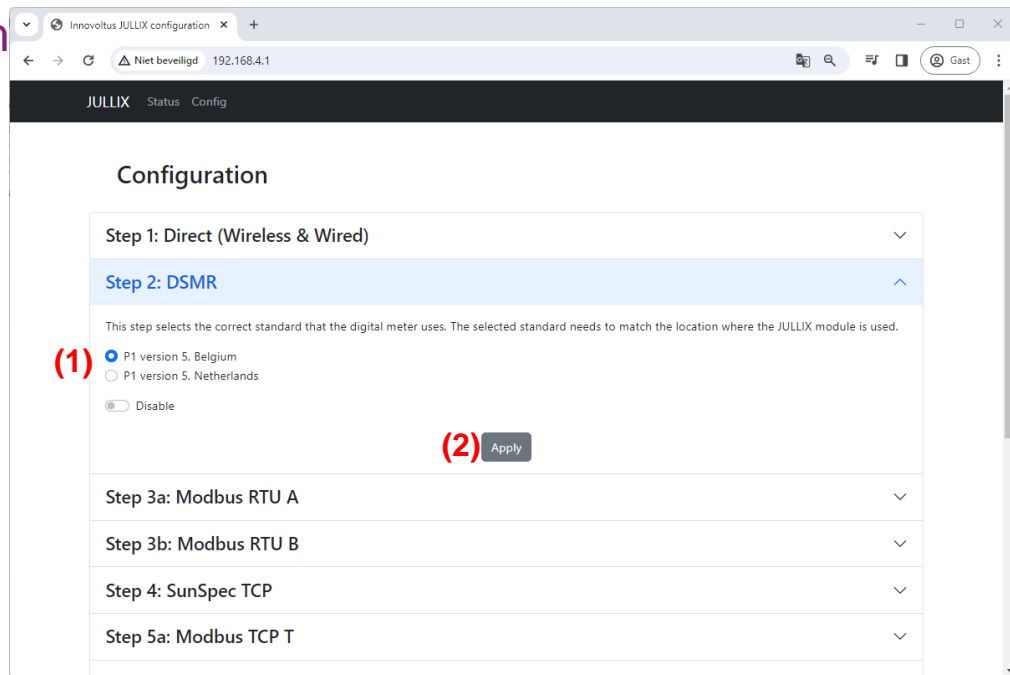 Innovoltus JULLIX configuration
Niet beveiligd 192.168.4.1
Gast
JULLIX Status Config
Configuration
Step 1: Direct (Wireless & Wired)
Step 2: DSMR
This step selects the correct standard that the digital meter uses. The selected standard needs to match the location where the JULLIX module is used.
(1)
P1 version 5, Belgium
P1 version 5, Netherlands
Disable
(2) Apply
Step 3a: Modbus RTU A
Step 3b: Modbus RTU B
Step 4: SunSpec TCP
Step 5a: Modbus TCP T